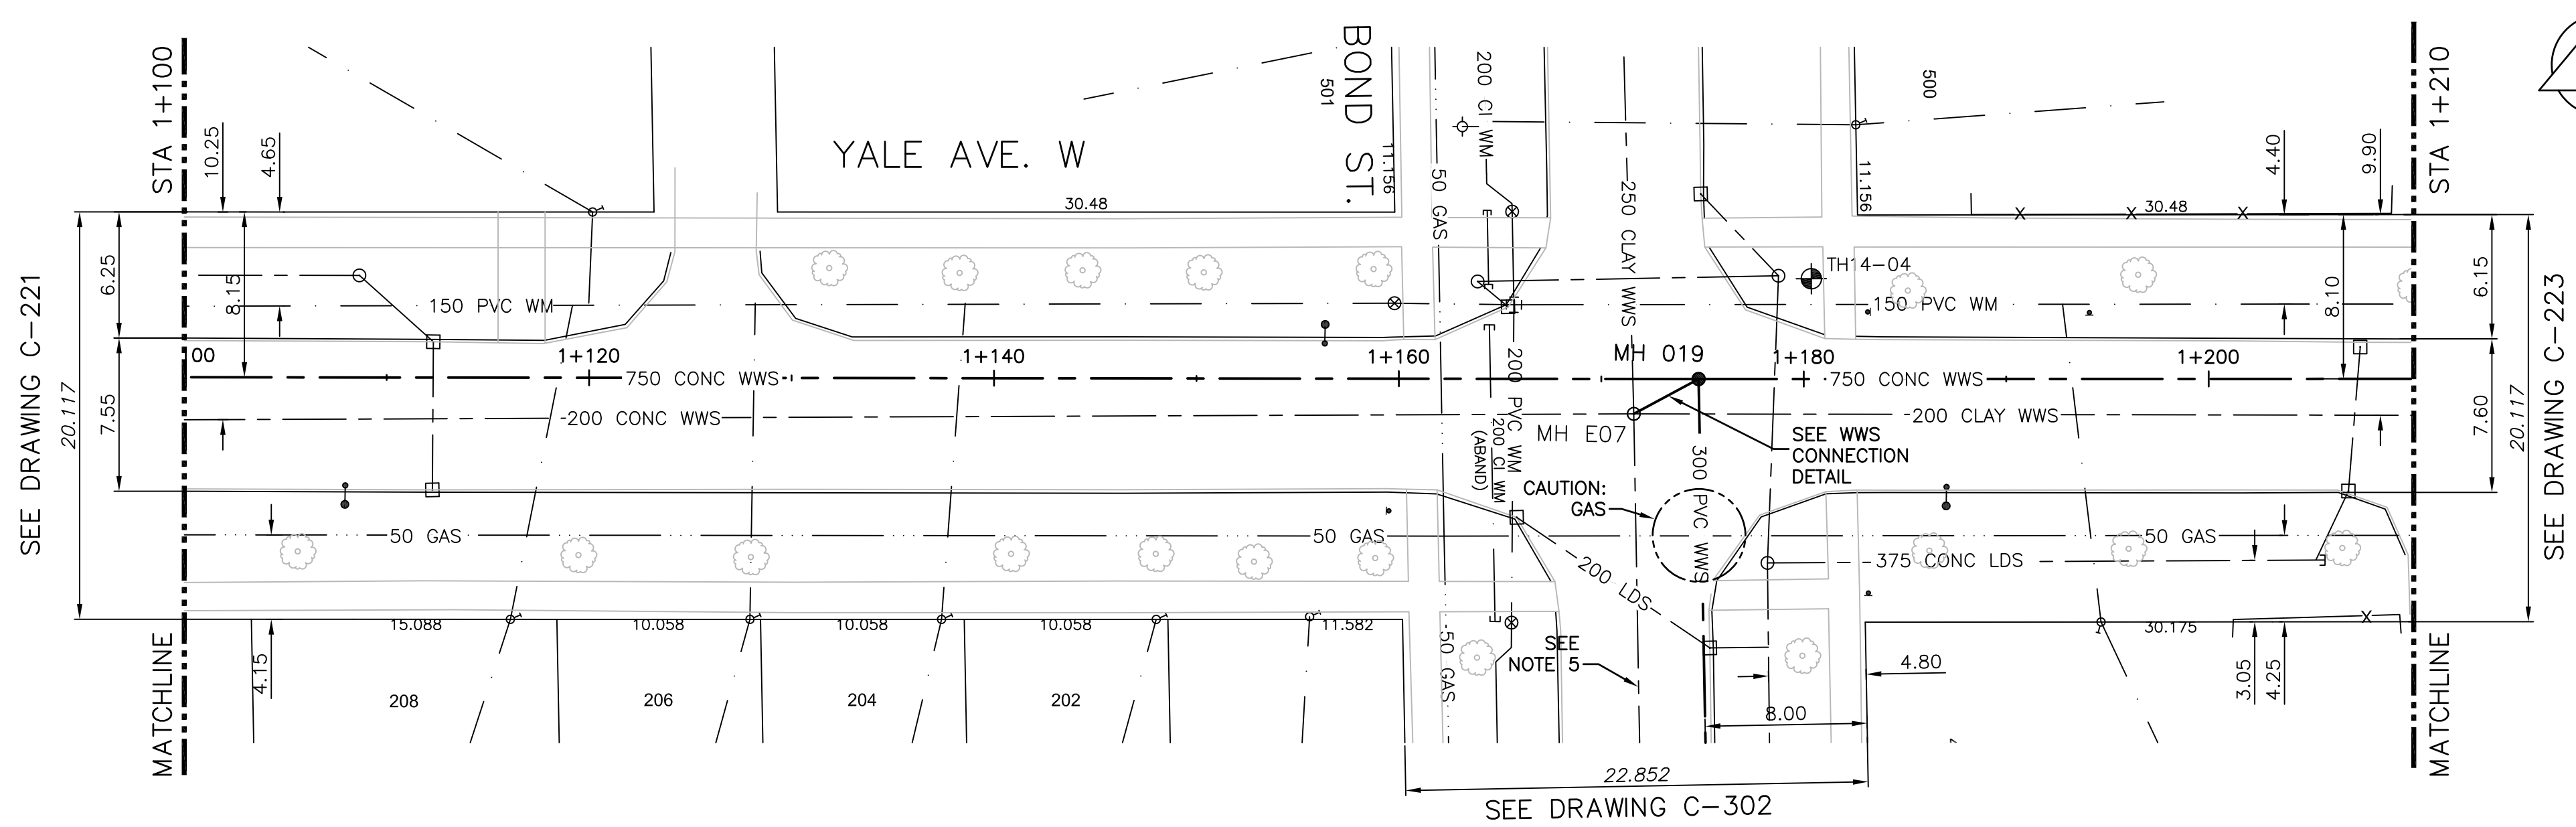 STA 1+100
10.25
4.65
YALE AVE. W
30.48
501
BOND ST.
11.156
200 CI WM
50 GAS
250 CLAY WWS
11.156
500
30.48
4.40
9.90
STA 1+210
SEE DRAWING C-221
20.117
6.25
7.55
8.15
150 PVC WM
TH14-04
150 PVC WM
8.10
6.15
7.60
20.117
SEE DRAWING C-223
00
1+120
1+140
1+160
MH 019
1+180
1+200
750 CONC WWS
750 CONC WWS
200 CONC WWS
200 CLAY WWS
MH E07
200 PVC WM
200 CI WM
(ABAND)
300 PVC WWS
SEE WWS
CONNECTION
DETAIL
CAUTION:
GAS
50 GAS
50 GAS
50 GAS
200 LDS
375 CONC LDS
15.088
10.058
10.058
10.058
11.582
30.175
SEE
NOTE 5
50 GAS
4.80
8.00
4.15
208
206
204
202
3.05
4.25
MATCHLINE
MATCHLINE
22.852
SEE DRAWING C-302